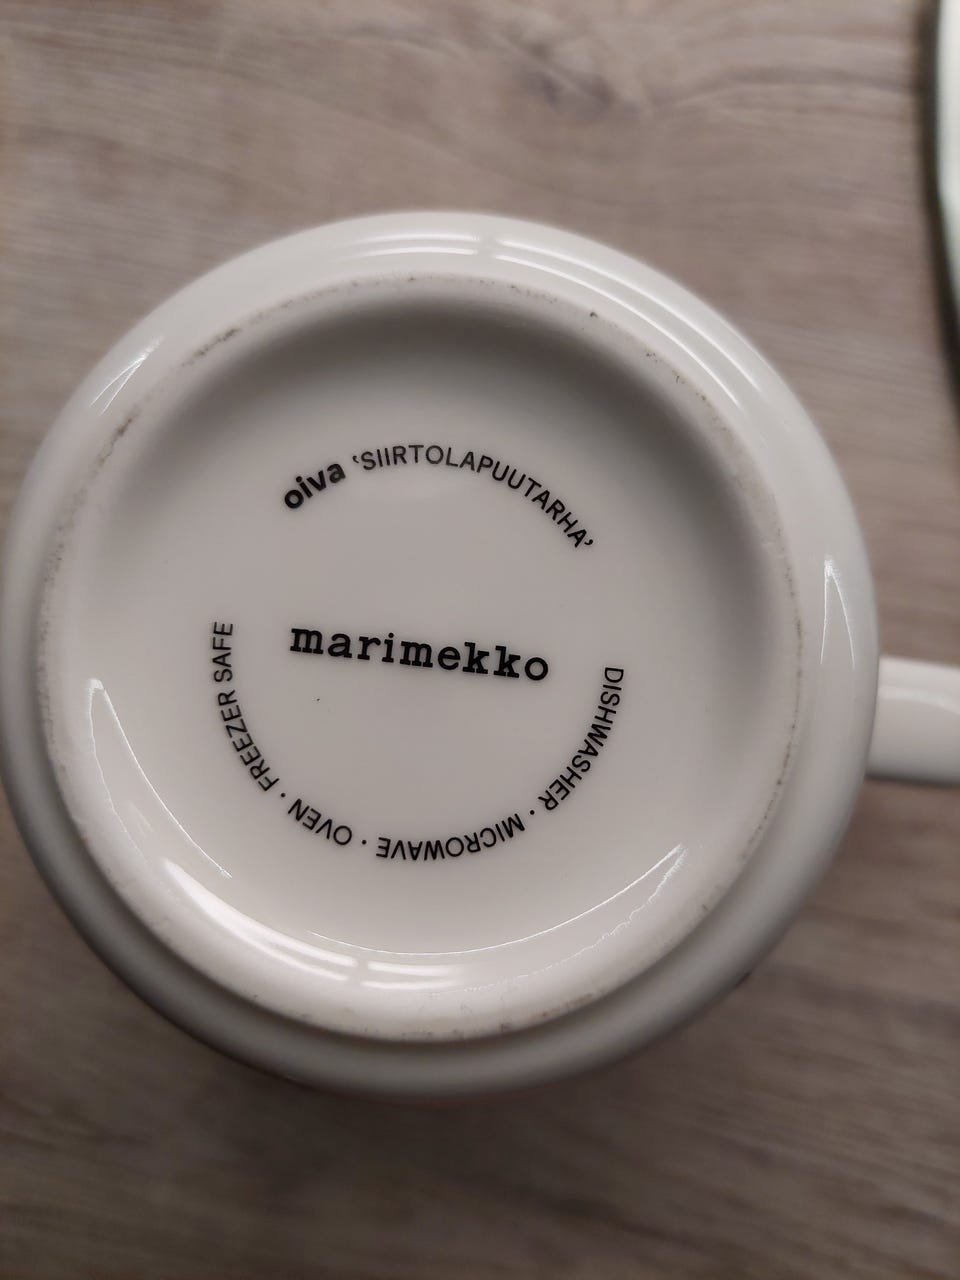 oiva ‘SIIRTOLAPUUTARHA’
marimekko
DISHWASHER · MICROWAVE · OVEN · FREEZER SAFE